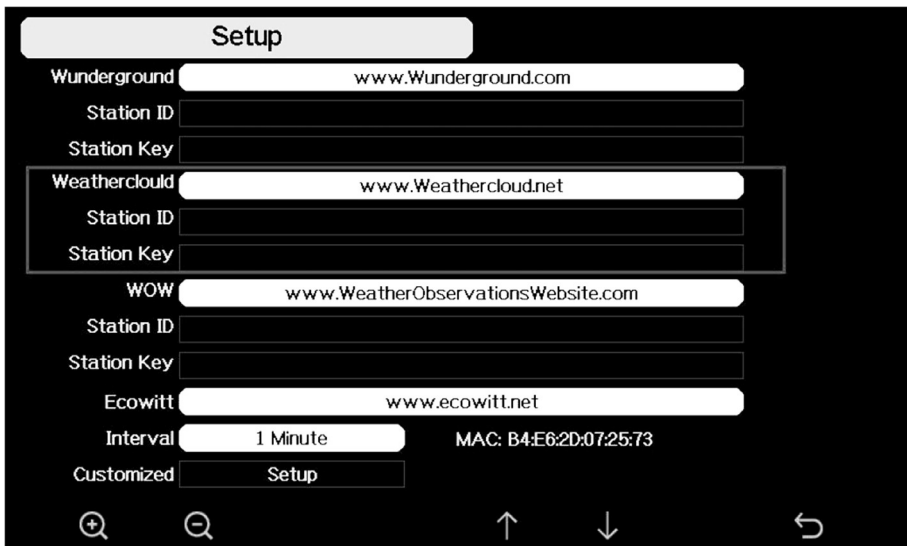 Setup
Wunderground www.Wunderground.com
Station ID
Station Key
Weatherclould www.Weathercloud.net
Station ID
Station Key
WOW www.WeatherObservationsWebsite.com
Station ID
Station Key
Ecowitt www.ecowitt.net
Interval 1 Minute MAC: B4:E6:2D:07:25:73
Customized Setup